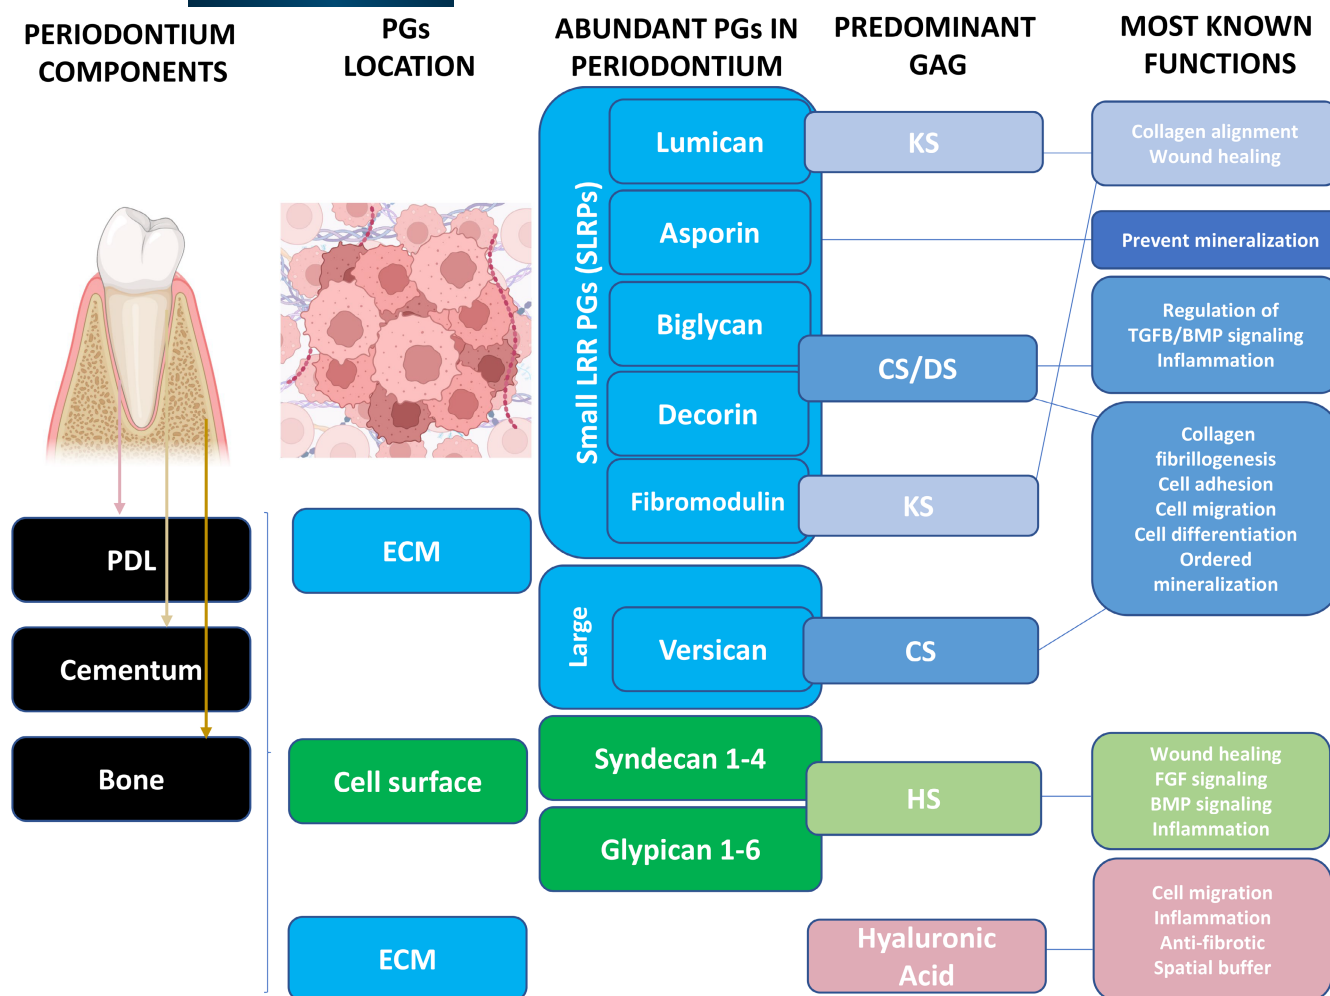 PERIODONTIUM
COMPONENTS
PGs
LOCATION
ABUNDANT PGs IN
PERIODONTIUM
PREDOMINANT
GAG
MOST KNOWN
FUNCTIONS
PDL
Cementum
Bone
ECM
Cell surface
ECM
Small LRR PGs (SLRPs)
Lumican
Asporin
Biglycan
Decorin
Fibromodulin
Large
Versican
Syndecan 1-4
Glypican 1-6
KS
CS/DS
KS
CS
HS
Hyaluronic
Acid
Collagen alignment
Wound healing
Prevent mineralization
Regulation of
TGFB/BMP signaling
Inflammation
Collagen
fibrillogenesis
Cell adhesion
Cell migration
Cell differentiation
Ordered
mineralization
Wound healing
FGF signaling
BMP signaling
Inflammation
Cell migration
Inflammation
Anti-fibrotic
Spatial buffer